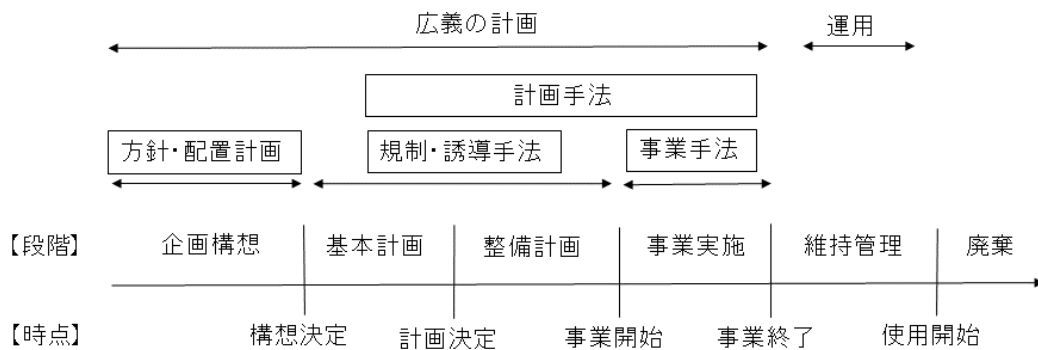 広義の計画
運用
計画手法
方針・配置計画
規制・誘導手法
事業手法
【段階】 企画構想 基本計画 整備計画 事業実施 維持管理 廃棄
【時点】 構想決定 計画決定 事業開始 事業終了 使用開始